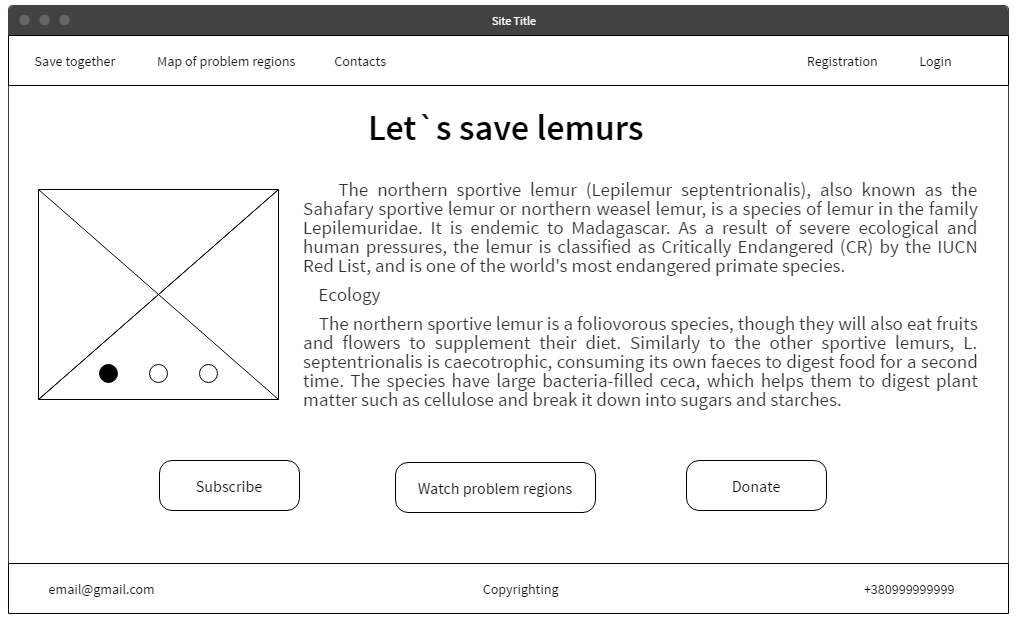 Site Title
Save together
Map of problem regions
Contacts
Registration
Login
Let`s save lemurs
The northern sportive lemur (Lepilemur septentrionalis), also known as the
Sahafary sportive lemur or northern weasel lemur, is a species of lemur in the family
Lepilemuridae. It is endemic to Madagascar. As a result of severe ecological and
human pressures, the lemur is classified as Critically Endangered (CR) by the IUCN
Red List, and is one of the world's most endangered primate species.
Ecology
The northern sportive lemur is a foliovorous species, though they will also eat fruits
and flowers to supplement their diet. Similarly to the other sportive lemurs, L.
septentrionalis is caecotrophic, consuming its own faeces to digest food for a second
time. The species have large bacteria-filled ceca, which helps them to digest plant
matter such as cellulose and break it down into sugars and starches.
Subscribe
Watch problem regions
Donate
email@gmail.com
Copyrighting
+380999999999